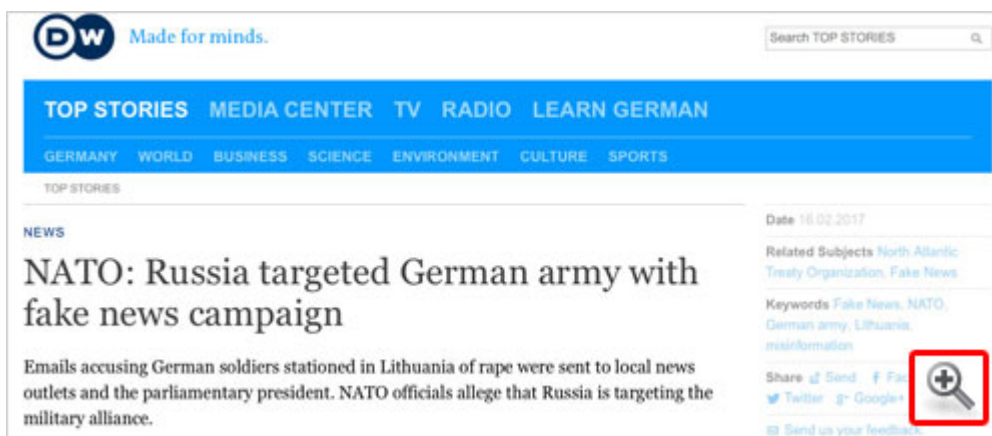 DW Made for minds.
Search TOP STORIES
TOP STORIES MEDIA CENTER TV RADIO LEARN GERMAN
GERMANY WORLD BUSINESS SCIENCE ENVIRONMENT CULTURE SPORTS
TOP STORIES
NEWS
NATO: Russia targeted German army with
fake news campaign
Emails accusing German soldiers stationed in Lithuania of rape were sent to local news
outlets and the parliamentary president. NATO officials allege that Russia is targeting the
military alliance.
Date 16.02.2017
Related Subjects North Atlantic
Treaty Organization, Fake News
Keywords Fake News, NATO,
German army, Lithuania,
misinformation
Share Send f
Twitter g+ Google+
Send us your feedback.